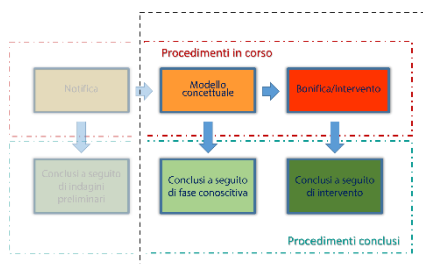 Procedimenti in corso
Notifica
Modello
concettuale
Bonifica/Intervento
Conclusi a seguito
di indagini
preliminari
Conclusi a seguito
di fase conoscitiva
Conclusi a seguito
di intervento
Procedimenti conclusi